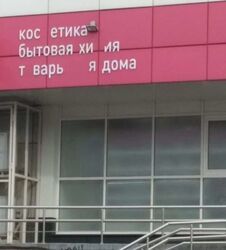 кос етика
бытовая хи ия
т варь я дома